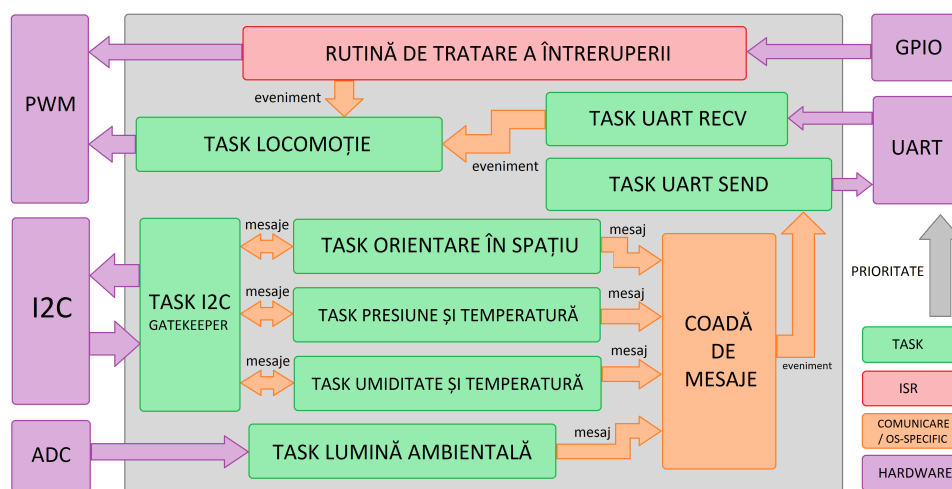 RUTINĂ DE TRATARE A ÎNTRERUPERII
GPIO
PWM
eveniment
TASK UART RECV
TASK LOCOMOȚIE
UART
eveniment
TASK UART SEND
mesaje
mesaj
TASK ORIENTARE ÎN SPAȚIU
PRIORITATE
mesaje
mesaj
I2C
TASK I2C
GATEKEEPER
TASK PRESIUNE ȘI TEMPERATURĂ
COADĂ
DE
MESAJE
TASK
mesaje
mesaj
eveniment
TASK UMIDITATE ȘI TEMPERATURĂ
ISR
mesaj
COMUNICARE
/ OS-SPECIFIC
ADC
TASK LUMINĂ AMBIENTALĂ
HARDWARE